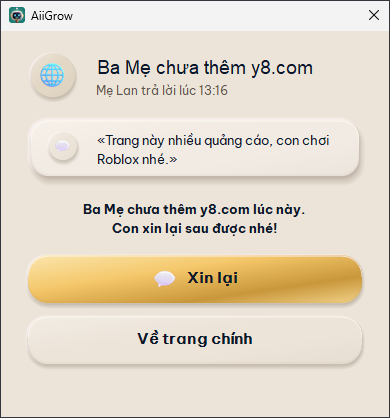 AiiGrow
Ba Mẹ chưa thêm y8.com
Mẹ Lan trả lời lúc 13:16
«Trang này nhiều quảng cáo, con chơi
Roblox nhé.»
Ba Mẹ chưa thêm y8.com lúc này.
Con xin lại sau được nhé!
Xin lại
Về trang chính